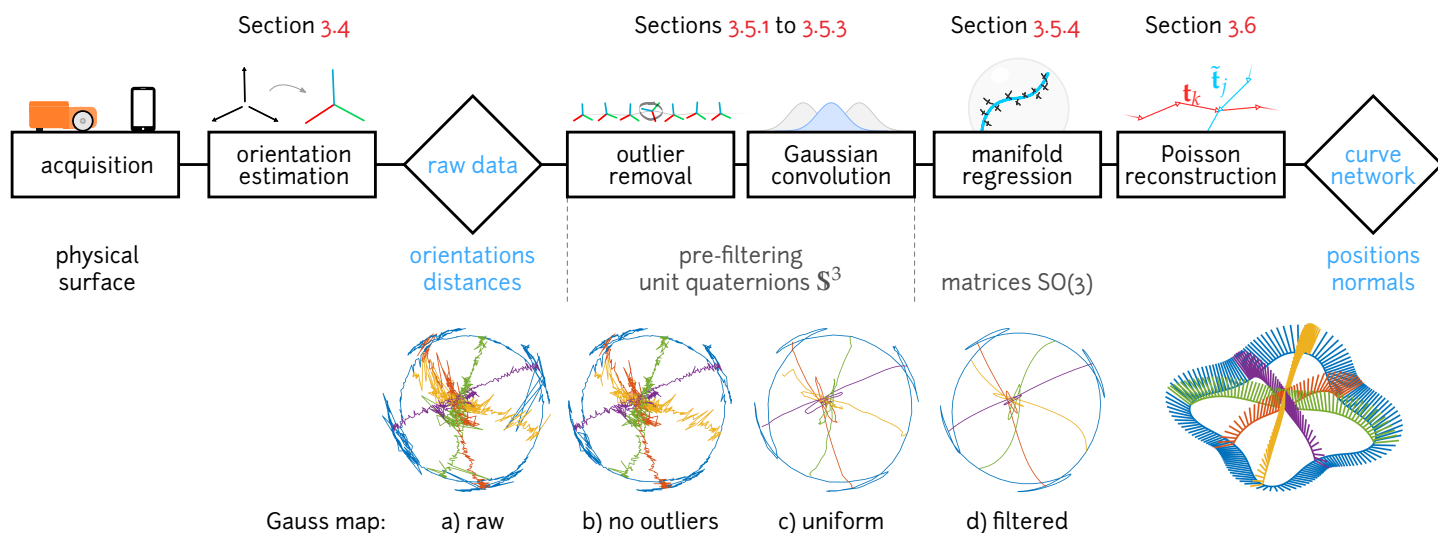 Section 3.4
Sections 3.5.1 to 3.5.3
Section 3.5.4
Section 3.6
t_k
t̃_j
acquisition
orientation
estimation
raw data
outlier
removal
Gaussian
convolution
manifold
regression
Poisson
reconstruction
curve
network
physical
surface
orientations
distances
pre-filtering
unit quaternions 𝕊³
matrices SO(3)
positions
normals
Gauss map:
a) raw
b) no outliers
c) uniform
d) filtered